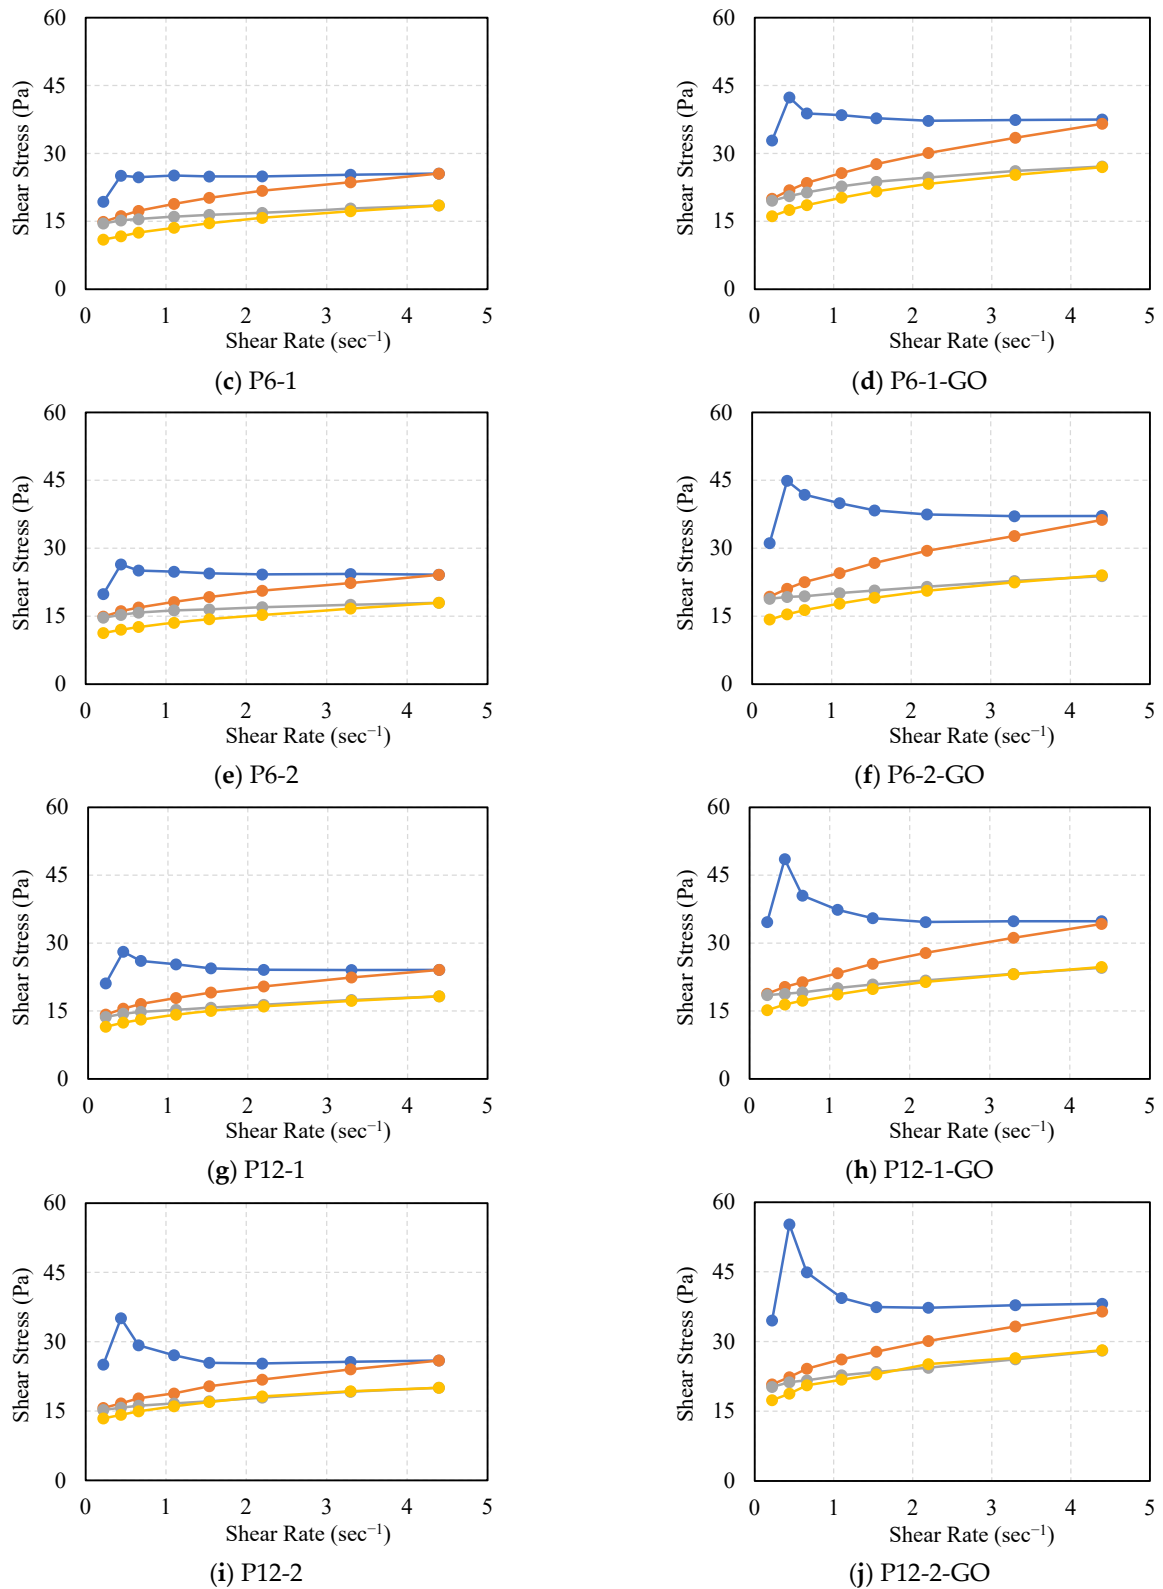 60
45
30
15
0
Shear Stress (Pa)
0 1 2 3 4 5
Shear Rate (sec⁻¹)
(c) P6-1
60
45
30
15
0
Shear Stress (Pa)
0 1 2 3 4 5
Shear Rate (sec⁻¹)
(d) P6-1-GO
60
45
30
15
0
Shear Stress (Pa)
0 1 2 3 4 5
Shear Rate (sec⁻¹)
(e) P6-2
60
45
30
15
0
Shear Stress (Pa)
0 1 2 3 4 5
Shear Rate (sec⁻¹)
(f) P6-2-GO
60
45
30
15
0
Shear Stress (Pa)
0 1 2 3 4 5
Shear Rate (sec⁻¹)
(g) P12-1
60
45
30
15
0
Shear Stress (Pa)
0 1 2 3 4 5
Shear Rate (sec⁻¹)
(h) P12-1-GO
60
45
30
15
0
Shear Stress (Pa)
0 1 2 3 4 5
Shear Rate (sec⁻¹)
(i) P12-2
60
45
30
15
0
Shear Stress (Pa)
0 1 2 3 4 5
Shear Rate (sec⁻¹)
(j) P12-2-GO